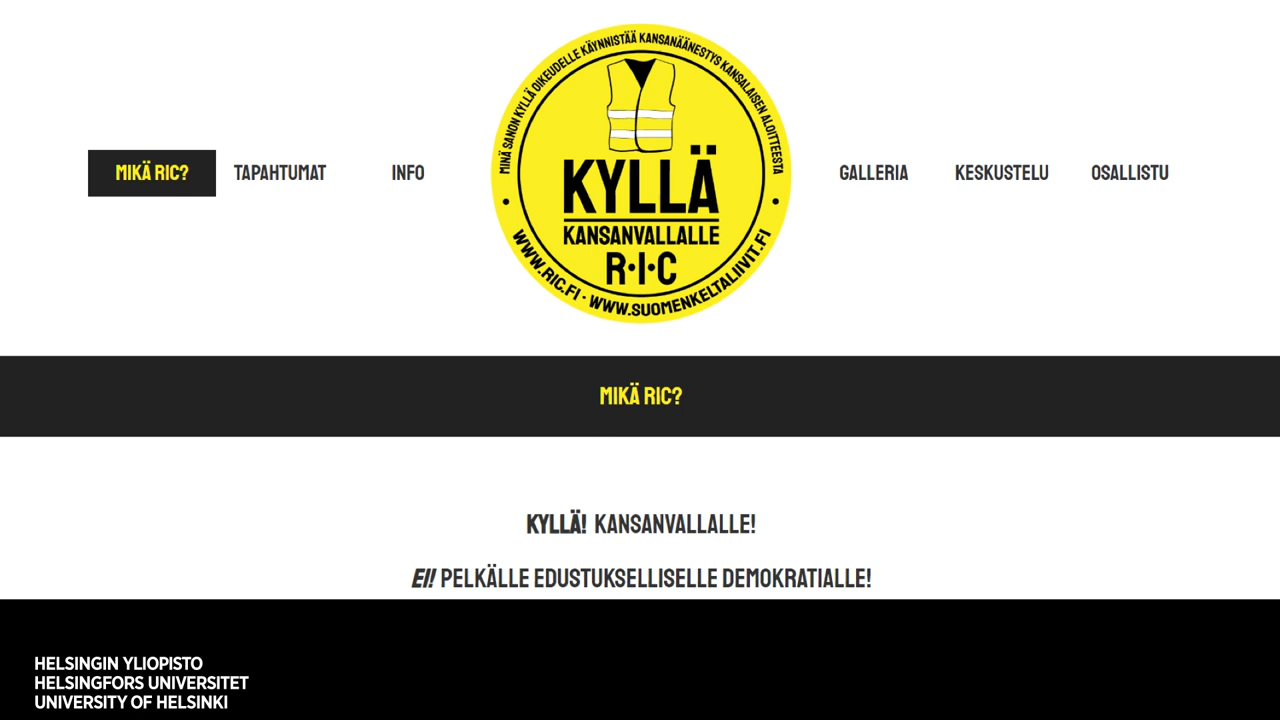 MINÄ SANON KYLLÄ OIKEUDELLE KÄYNNISTÄÄ KANSANÄÄNESTYS KANSALAISEN ALOITTEESTA
KYLLÄ
KANSANVALLALLE
R•I•C
WWW.RIC.FI · WWW.SUOMENKELTALIIVIT.FI
MIKÄ RIC?
TAPAHTUMAT
INFO
GALLERIA
KESKUSTELU
OSALLISTU
MIKÄ RIC?
KYLLÄ! KANSANVALLALLE!
EI! PELKÄLLE EDUSTUKSELLISELLE DEMOKRATIALLE!
HELSINGIN YLIOPISTO
HELSINGFORS UNIVERSITET
UNIVERSITY OF HELSINKI